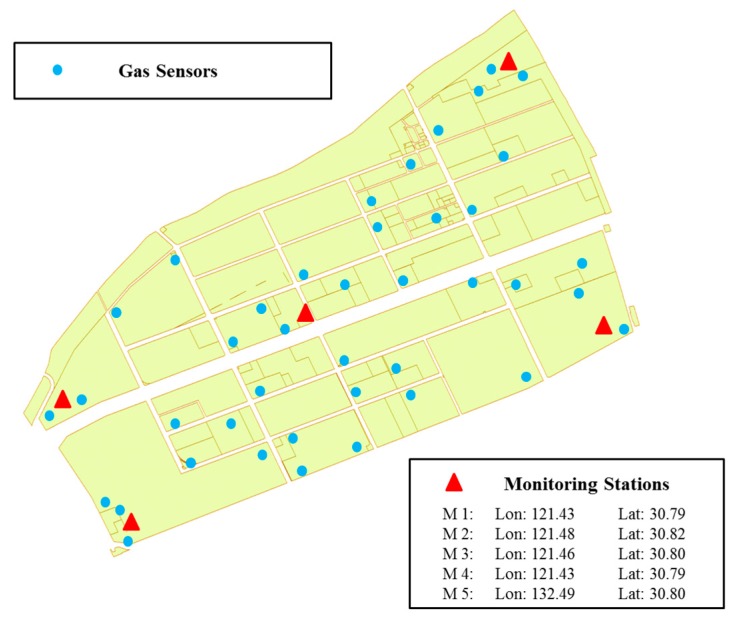 Gas Sensors
Monitoring Stations
M 1: Lon: 121.43 Lat: 30.79
M 2: Lon: 121.48 Lat: 30.82
M 3: Lon: 121.46 Lat: 30.80
M 4: Lon: 121.43 Lat: 30.79
M 5: Lon: 132.49 Lat: 30.80